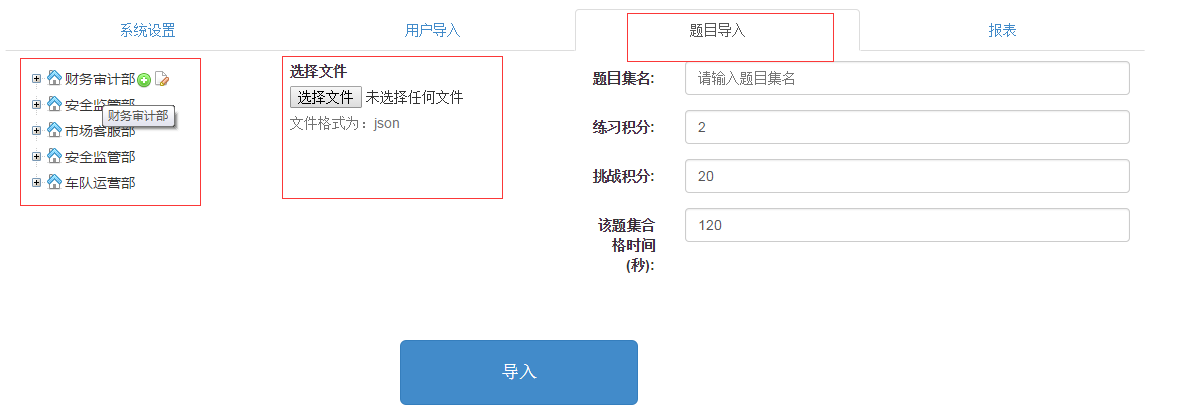 系统设置
用户导入
题目导入
报表
财务审计部
安全监管部
财务审计部
市场客服部
安全监管部
车队运营部
选择文件
选择文件 未选择任何文件
文件格式为：json
题目集名: 请输入题目集名
练习积分: 2
挑战积分: 20
该题集合
格时间
(秒):
120
导入